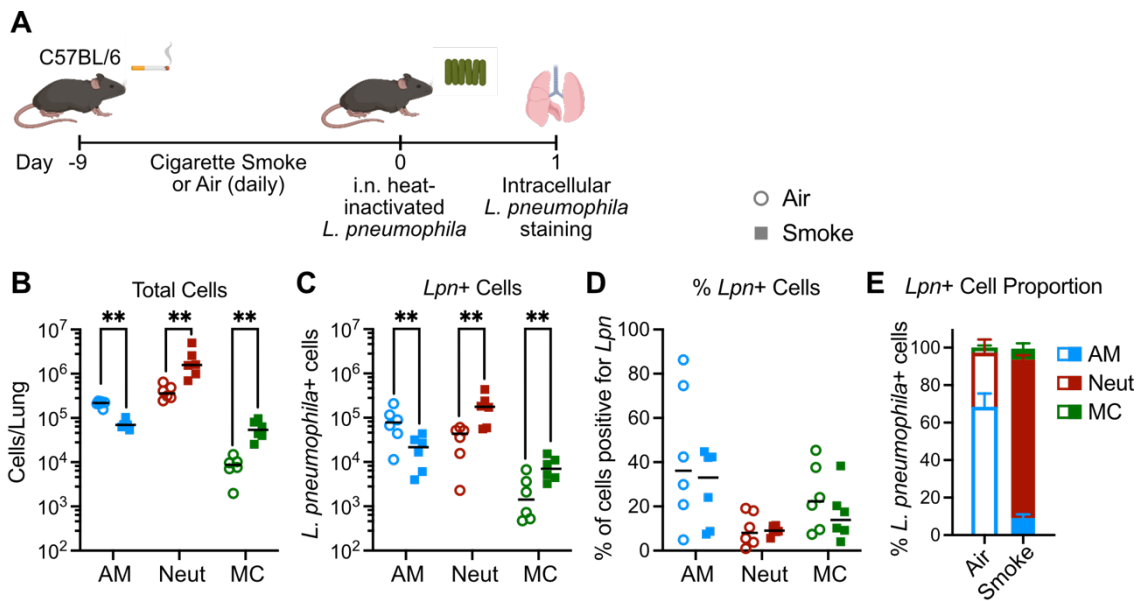 A
C57BL/6
Day -9
Cigarette Smoke
or Air (daily)
0
i.n. heat-
inactivated
L. pneumophila
1
Intracellular
L. pneumophila
staining
Air
Smoke
B
Total Cells
Cells/Lung
10⁷
10⁶
10⁵
10⁴
10³
10²
** ** **
AM Neut MC
C
Lpn+ Cells
L. pneumophila+ cells
10⁷
10⁶
10⁵
10⁴
10³
10²
** ** **
AM Neut MC
D
% Lpn+ Cells
% of cells positive for Lpn
100
80
60
40
20
0
AM Neut MC
E
Lpn+ Cell Proportion
% L. pneumophila+ cells
100
80
60
40
20
0
Air
Smoke
AM
Neut
MC